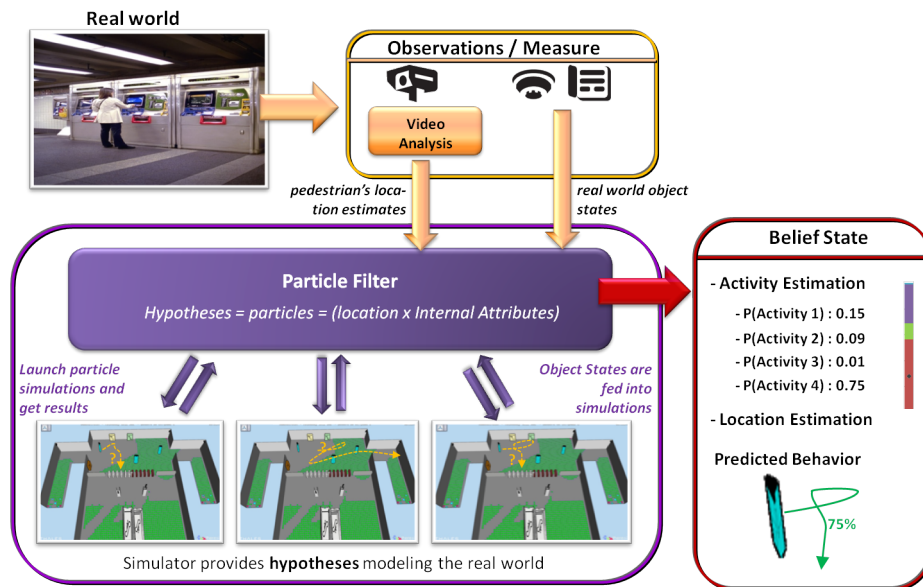 Real world
Observations / Measure
Video
Analysis
pedestrian's loca-
tion estimates
real world object
states
Particle Filter
Hypotheses = particles = (location x Internal Attributes)
Launch particle
simulations and
get results
Object States are
fed into
simulations
?
?
?
Simulator provides hypotheses modeling the real world
Belief State
- Activity Estimation
- P(Activity 1) : 0.15
- P(Activity 2) : 0.09
- P(Activity 3) : 0.01
- P(Activity 4) : 0.75
- Location Estimation
Predicted Behavior
75%